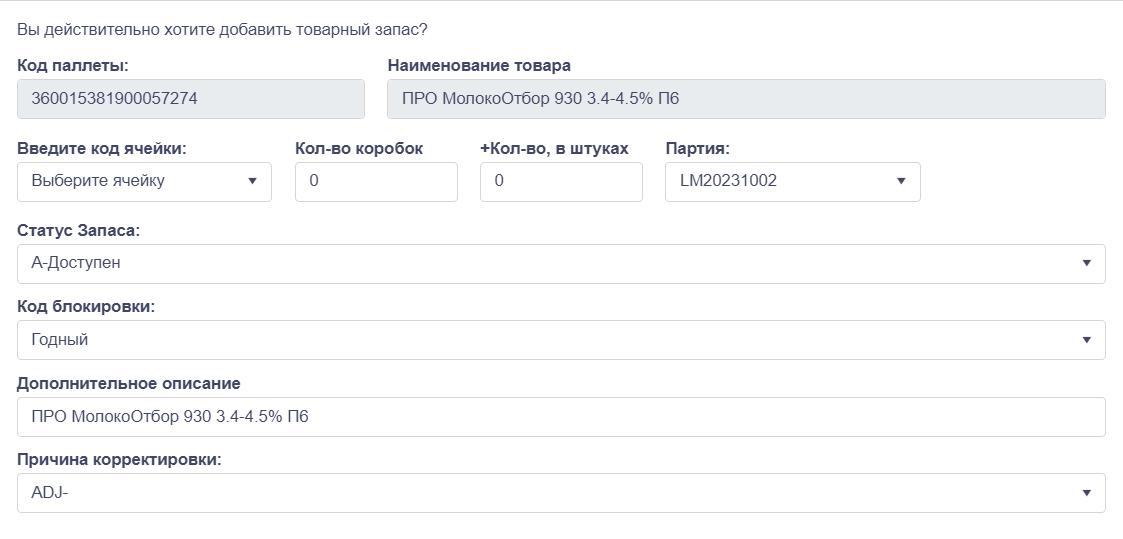 Вы действительно хотите добавить товарный запас?
Код паллеты: Наименование товара
360015381900057274 ПРО МолокоОтбор 930 3.4-4.5% П6
Введите код ячейки: Кол-во коробок +Кол-во, в штуках Партия:
Выберите ячейку 0 0 LM20231002
Статус Запаса:
А-Доступен
Код блокировки:
Годный
Дополнительное описание
ПРО МолокоОтбор 930 3.4-4.5% П6
Причина корректировки:
ADJ-